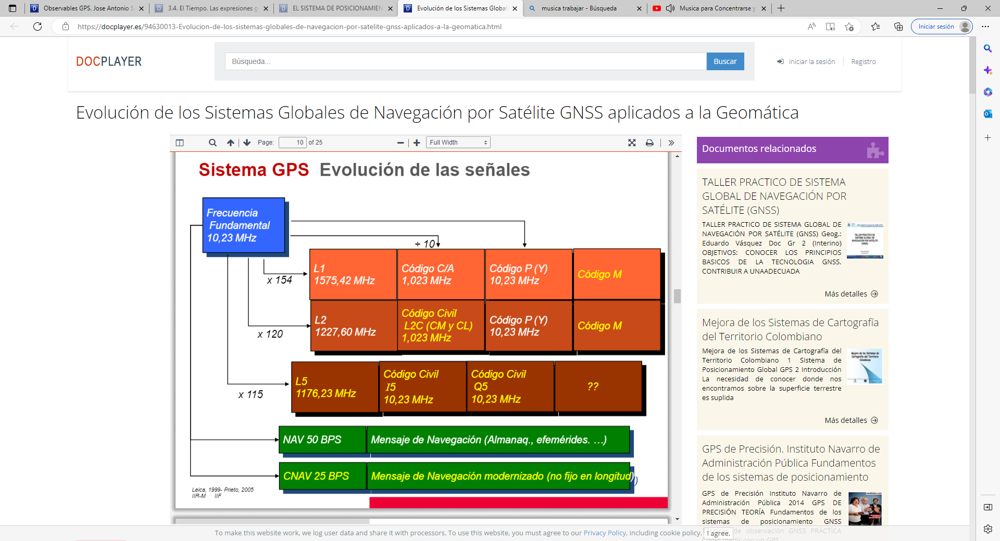 Observables GPS. Jose Antonio S
3.4. El Tiempo. Las expresiones g
EL SISTEMA DE POSICIONAMIEN
Evolución de los Sistemas Global
musica trabajar - Búsqueda
Musica para Concentrarse y
https://docplayer.es/94630013-Evolucion-de-los-sistemas-globales-de-navegacion-por-satelite-gnss-aplicados-a-la-geomatica.html
Iniciar sesión
DOCPLAYER
Búsqueda...
Buscar
Iniciar la sesión
Registro
Evolución de los Sistemas Globales de Navegación por Satélite GNSS aplicados a la Geomática
Page: 10 of 25
Full Width
Sistema GPS Evolución de las señales
Frecuencia
Fundamental
10,23 MHz
÷ 10
x 154
L1
1575,42 MHz
Código C/A
1,023 MHz
Código P (Y)
10,23 MHz
Código M
x 120
L2
1227,60 MHz
Código Civil
L2C (CM y CL)
1,023 MHz
Código P (Y)
10,23 MHz
Código M
x 115
L5
1176,23 MHz
Código Civil
I5
10,23 MHz
Código Civil
Q5
10,23 MHz
??
NAV 50 BPS
Mensaje de Navegación (Almanaq., efemérides. ...)
CNAV 25 BPS
Mensaje de Navegación modernizado (no fijo en longitud)
Leica, 1999- Prieto, 2005
IIR-M IIF
Documentos relacionados
TALLER PRACTICO DE SISTEMA
GLOBAL DE NAVEGACIÓN POR
SATÉLITE (GNSS)
TALLER PRACTICO DE SISTEMA GLOBAL DE
NAVEGACIÓN POR SATÉLITE (GNSS) Geog.:
Eduardo Vásquez Doc Gr 2 (Interino)
OBJETIVOS: CONOCER LOS PRINCIPIOS
BASICOS DE LA TECNOLOGIA GNSS.
CONTRIBUIR A UNAADECUADA
Más detalles
Mejora de los Sistemas de Cartografía
del Territorio Colombiano
Mejora de los Sistemas de Cartografía del
Territorio Colombiano 1 Sistema de
Posicionamiento Global GPS 2 Introducción
La necesidad de conocer donde nos
encontramos sobre la superficie terrestre
es suplida
Más detalles
GPS de Precisión. Instituto Navarro de
Administración Pública Fundamentos
de los sistemas de posicionamiento
GPS de Precisión Instituto Navarro de
Administración Pública 2014 GPS DE
PRECISIÓN TEORÍA Fundamentos de los
sistemas de posicionamiento GNSS
de observación GNSS PRÁCTICA
To make this website work, we log user data and share it with processors. To use this website, you must agree to our Privacy Policy, including cookie policy.
I agree.